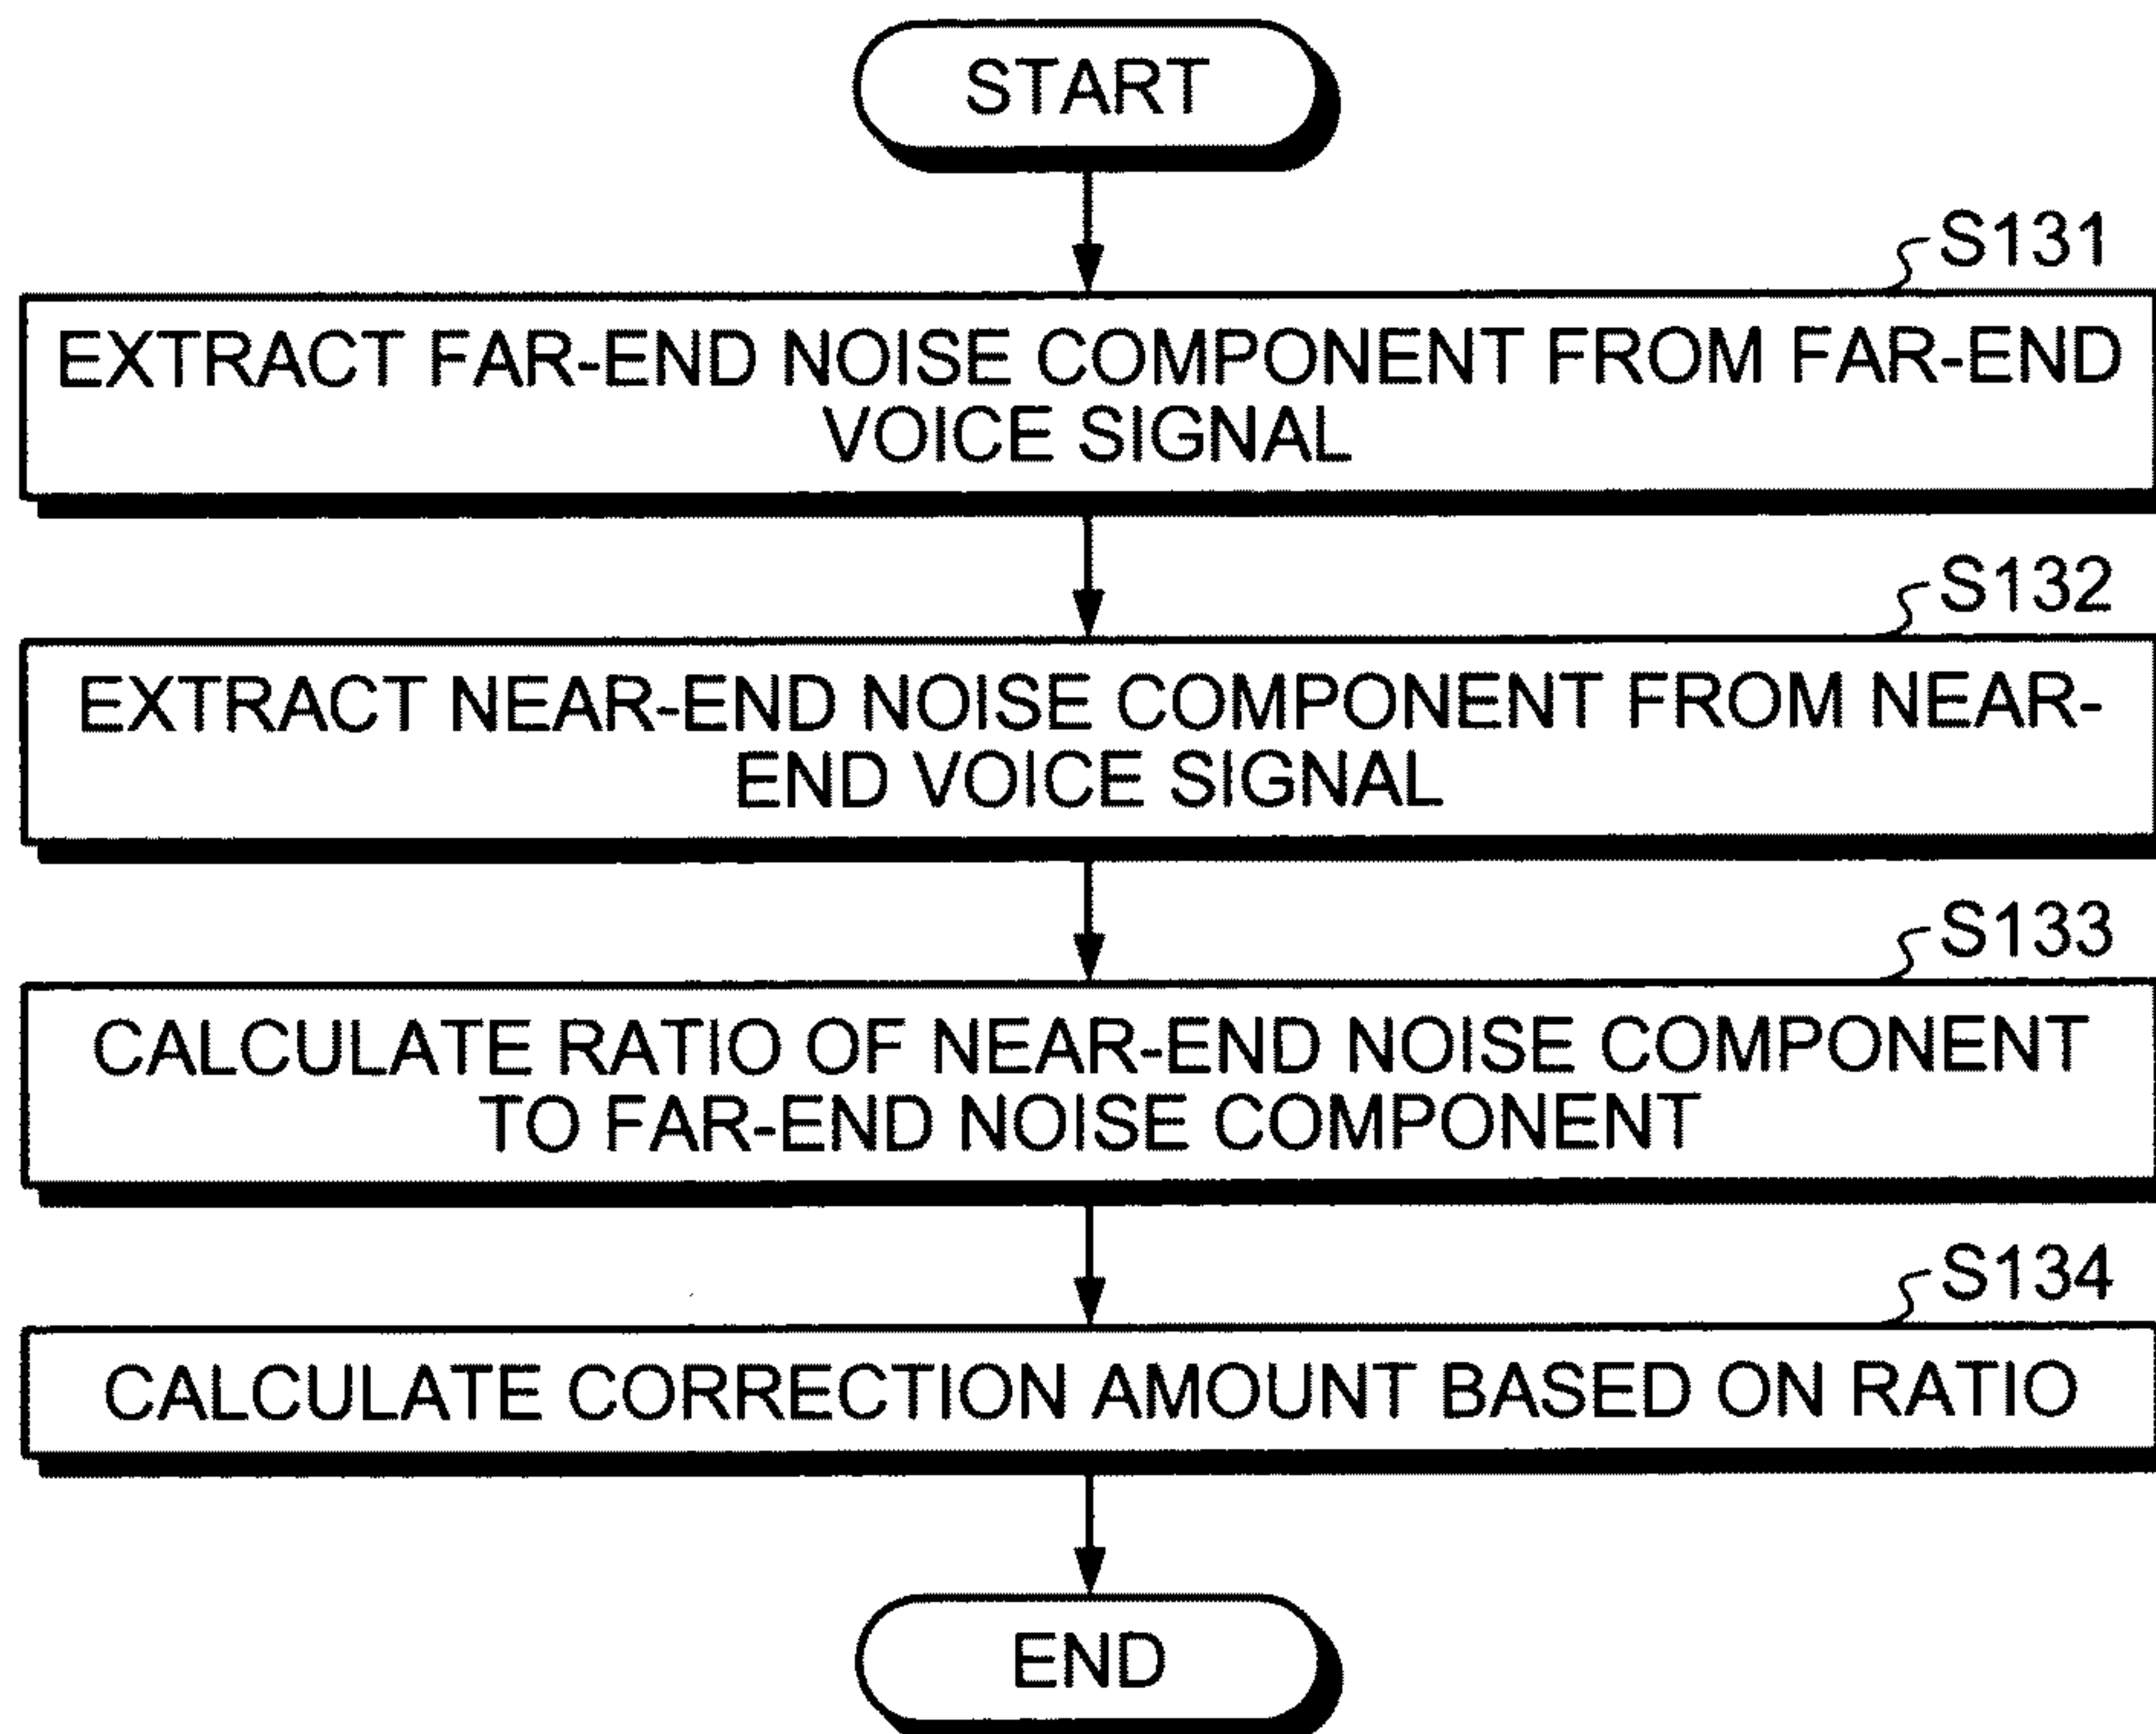 START
S131
EXTRACT FAR-END NOISE COMPONENT FROM FAR-END
VOICE SIGNAL
S132
EXTRACT NEAR-END NOISE COMPONENT FROM NEAR-
END VOICE SIGNAL
S133
CALCULATE RATIO OF NEAR-END NOISE COMPONENT
TO FAR-END NOISE COMPONENT
S134
CALCULATE CORRECTION AMOUNT BASED ON RATIO
END